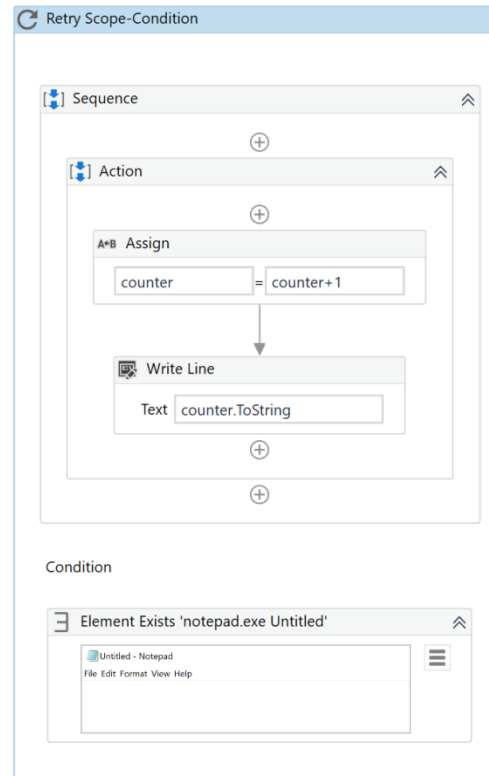 Retry Scope-Condition
Sequence
Action
A*B Assign
counter = counter+1
Write Line
Text counter.ToString
Condition
Element Exists 'notepad.exe Untitled'
Untitled - Notepad
File Edit Format View Help